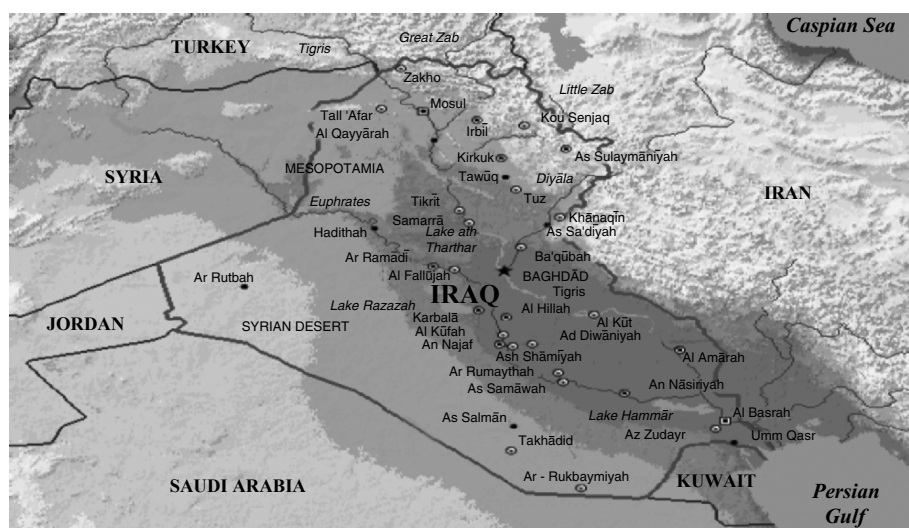 Caspian Sea
TURKEY
Tigris
Great Zab
Zakho
Little Zab
Mosul
Tall 'Afar
Kou Senjaq
Irbīl
Al Qayyārah
Kirkuk
As Sulaymānīyah
MESOPOTAMIA
SYRIA
Tawūq
Diyāla
IRAN
Euphrates
Tikrīt
Tuz
Samarrā
Khānaqīn
Hadithah
Lake ath
Tharthar
As Sa'dīyah
Ar Ramadī
Ba'qūbah
Al Fallūjah
BAGHDĀD
Ar Rutbah
IRAQ
Tigris
Lake Razazah
Al Hillah
Karbalā
JORDAN
SYRIAN DESERT
Al Kūt
Al Kūfah
Ad Dīwāniyah
An Najaf
Ash Shāmīyah
Al Amārah
Ar Rumaythah
As Samāwah
An Nāsiriyah
Lake Hammār
Al Basrah
As Salmān
Az Zudayr
Umm Qasr
Takhādid
Ar - Rukbaymiyah
KUWAIT
SAUDI ARABIA
Persian
Gulf